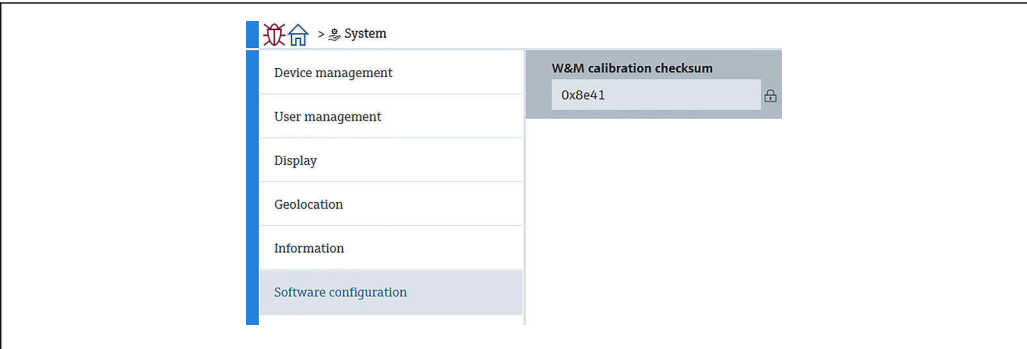 > System
Device management
User management
Display
Geolocation
Information
Software configuration
W&M calibration checksum
0x8e41